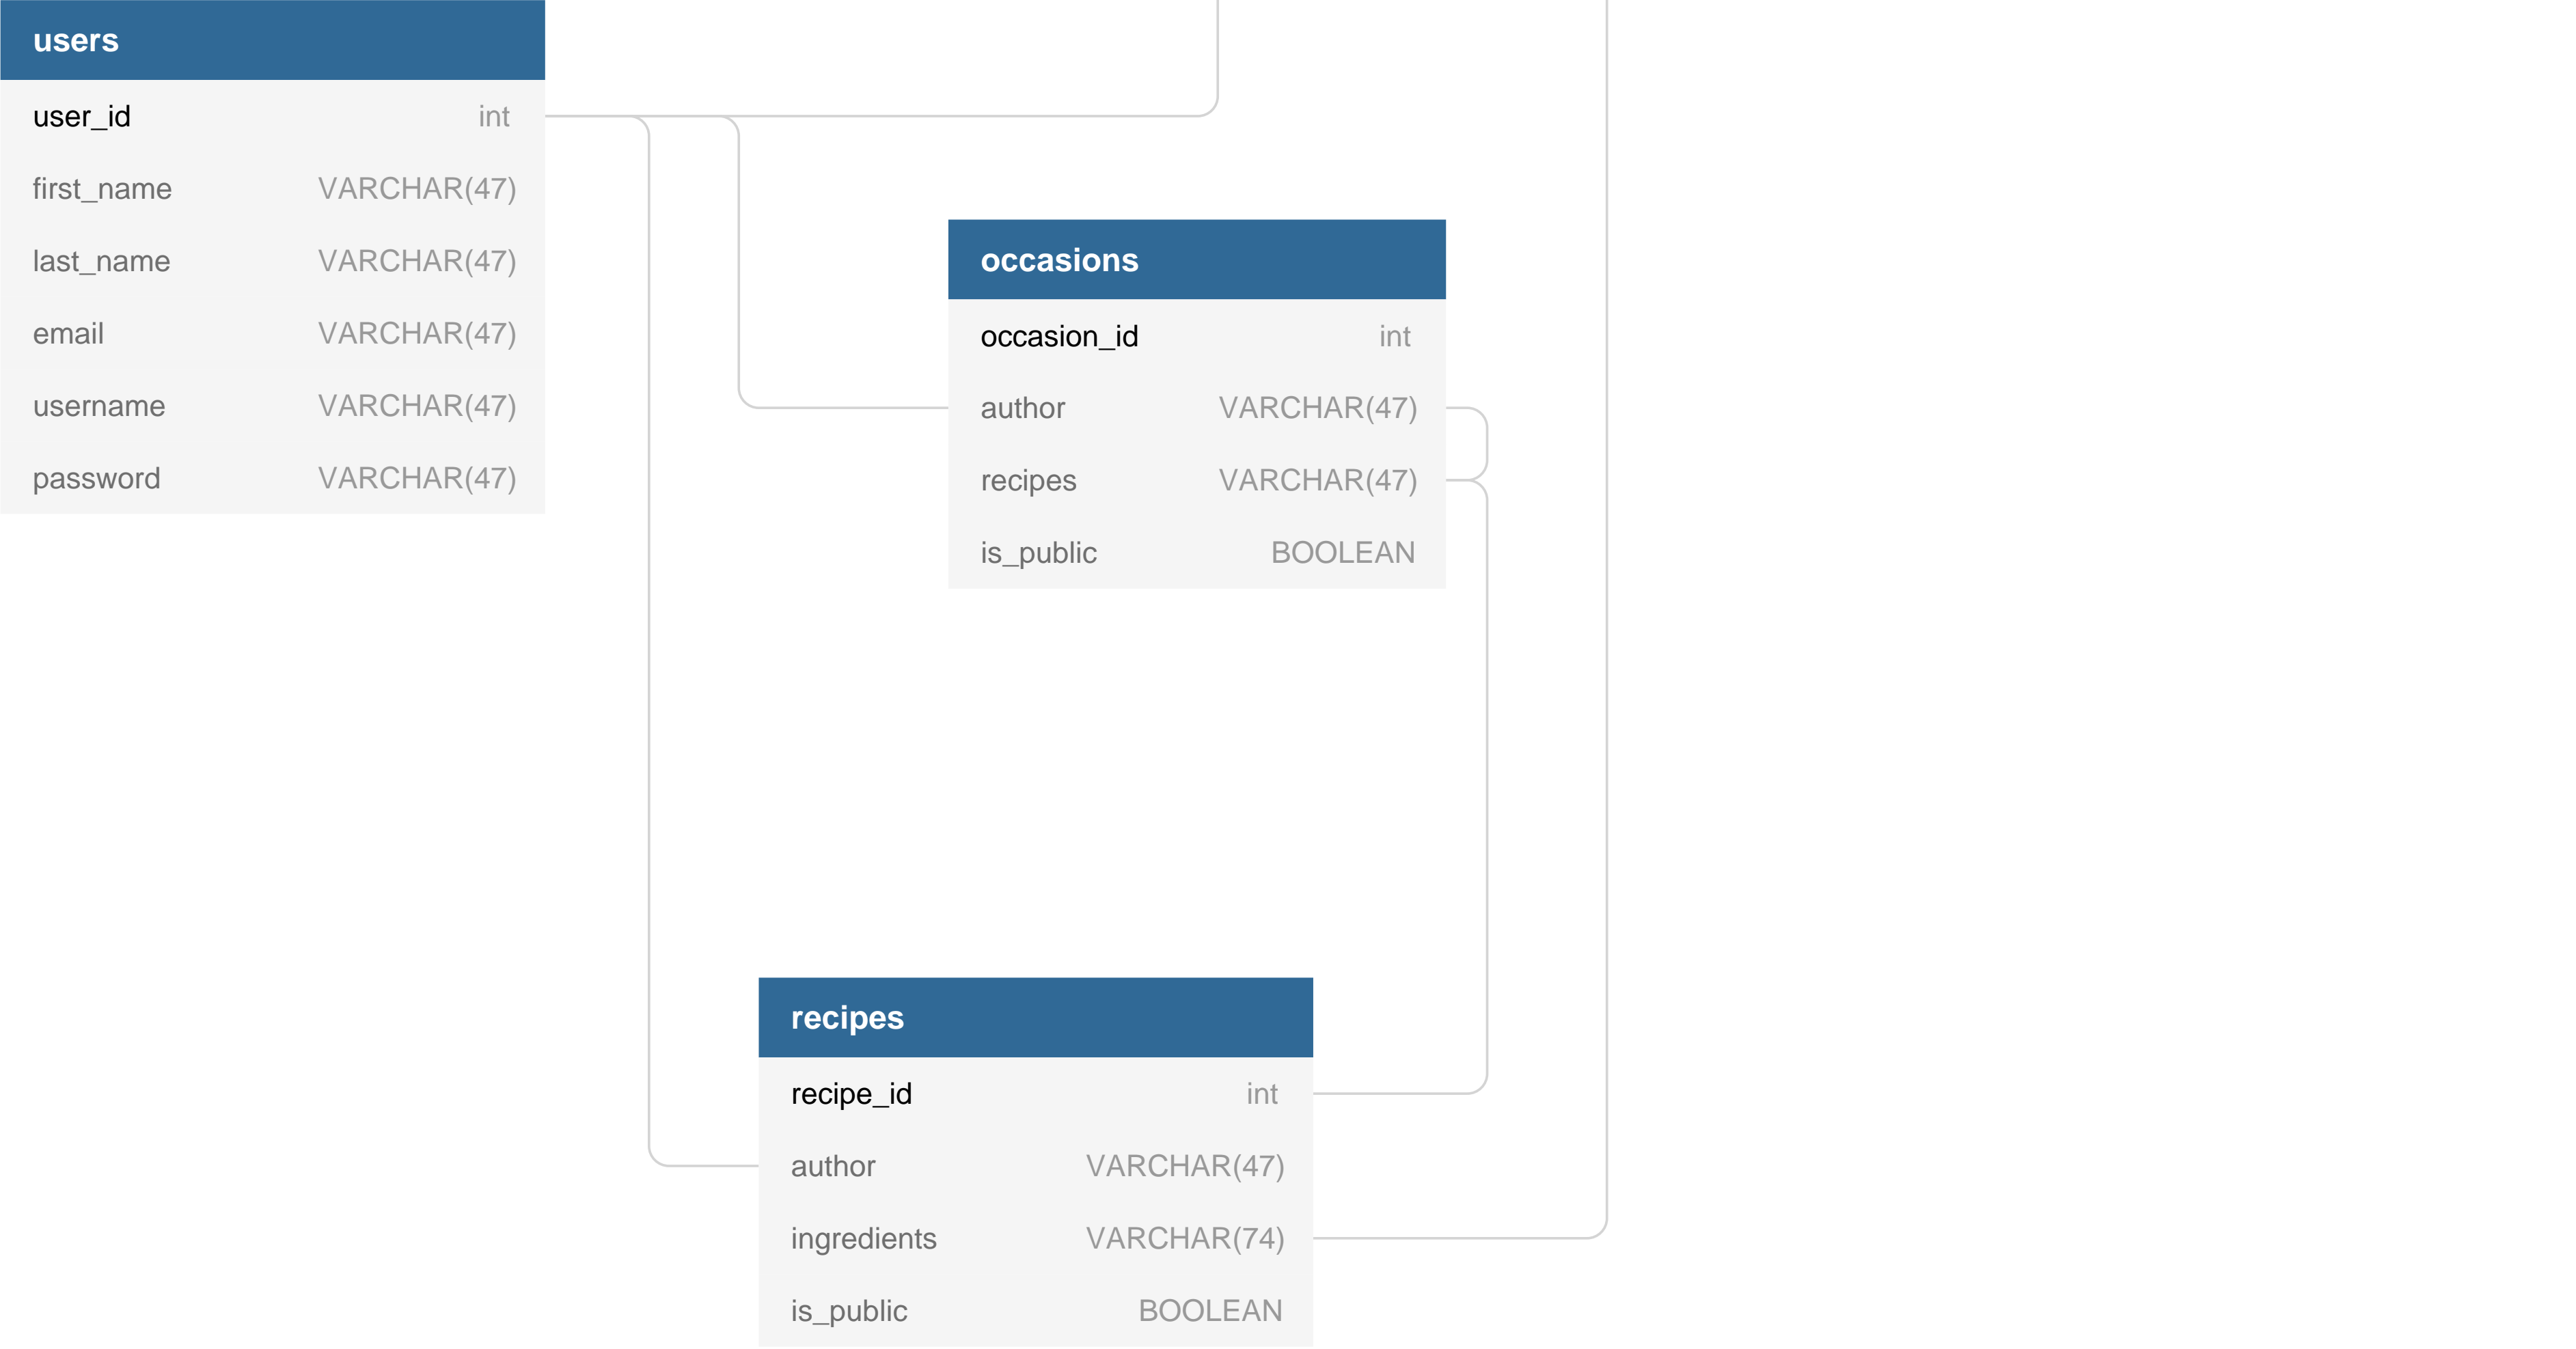 users
user_id int
first_name VARCHAR(47)
last_name VARCHAR(47)
email VARCHAR(47)
username VARCHAR(47)
password VARCHAR(47)
occasions
occasion_id int
author VARCHAR(47)
recipes VARCHAR(47)
is_public BOOLEAN
recipes
recipe_id int
author VARCHAR(47)
ingredients VARCHAR(74)
is_public BOOLEAN